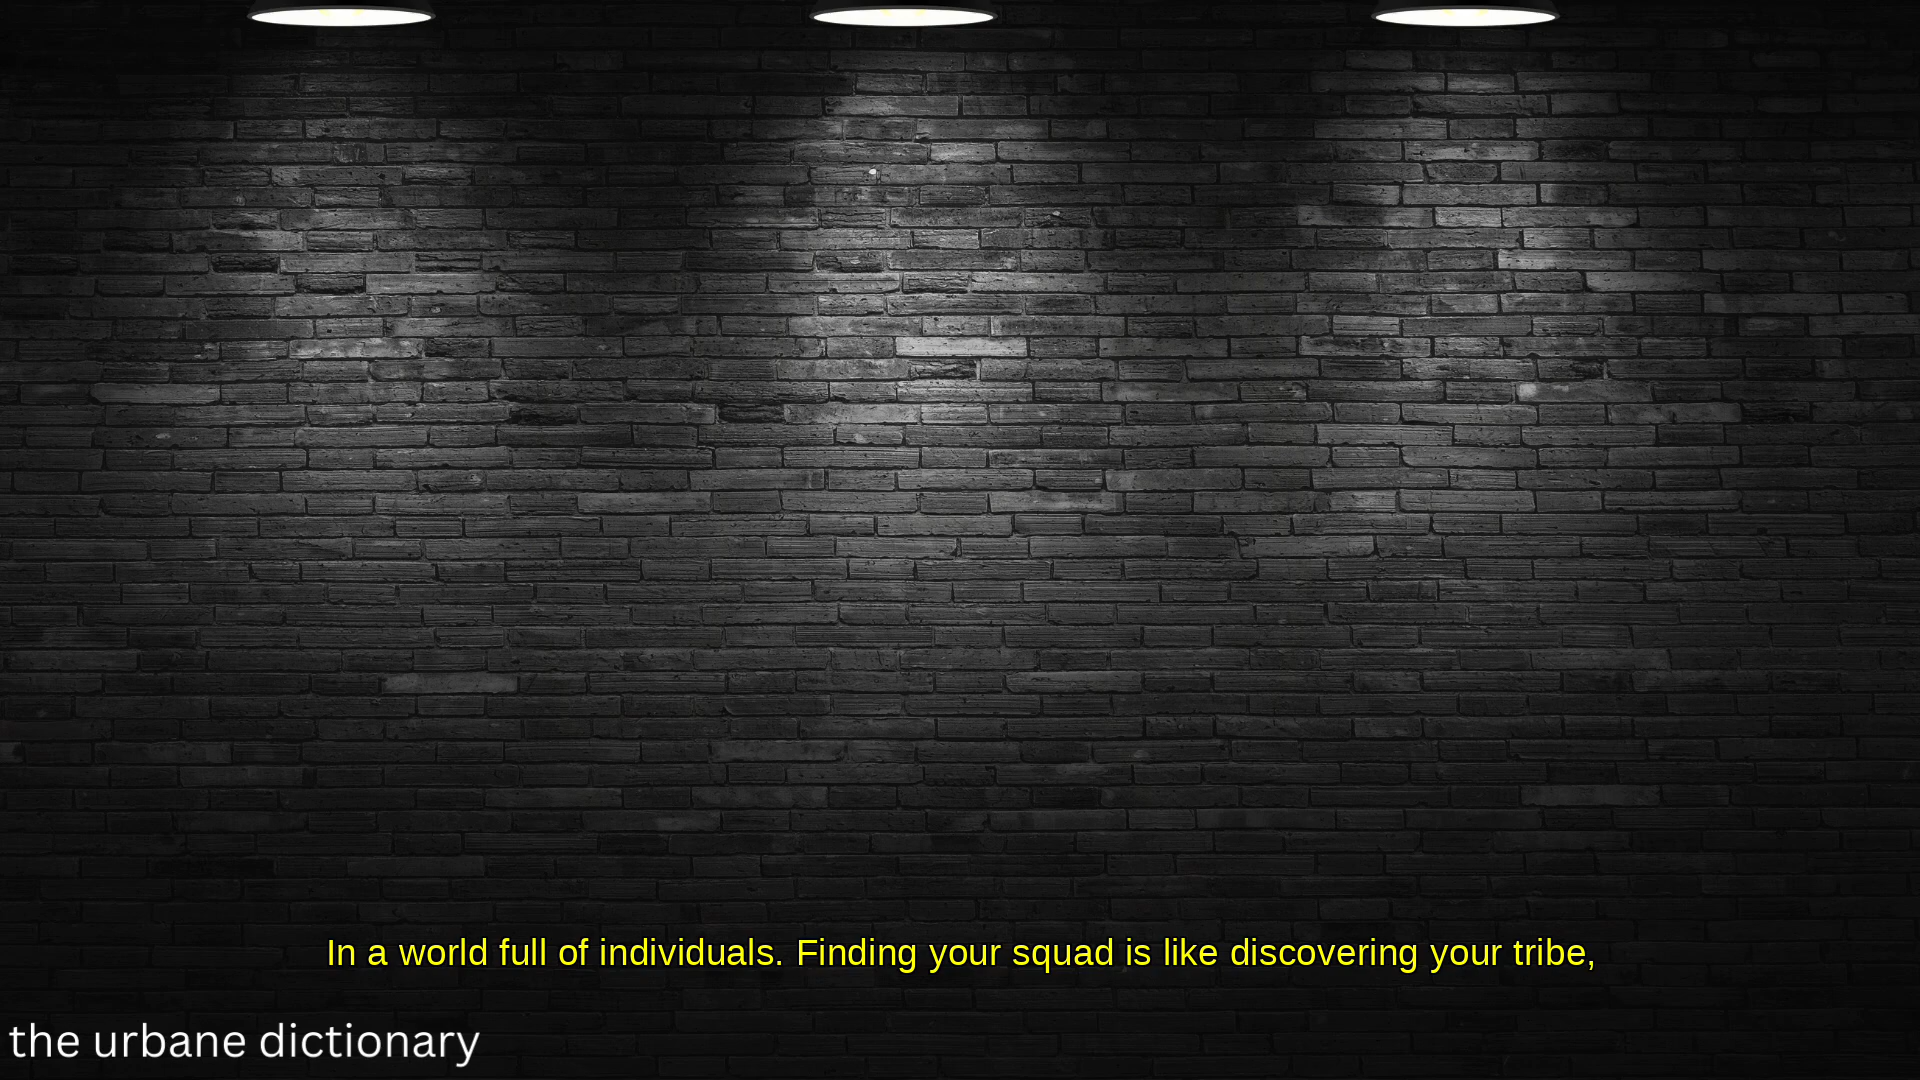 In a world full of individuals. Finding your squad is like discovering your tribe,
the urbane dictionary